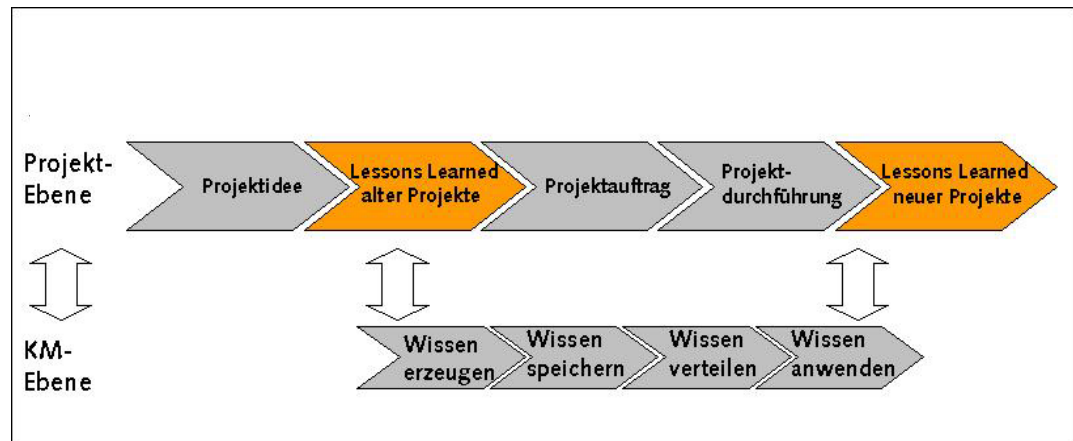 Projekt-
Ebene
Projektidee
Lessons Learned
alter Projekte
Projektauftrag
Projekt-
durchführung
Lessons Learned
neuer Projekte
KM-
Ebene
Wissen
erzeugen
Wissen
speichern
Wissen
verteilen
Wissen
anwenden